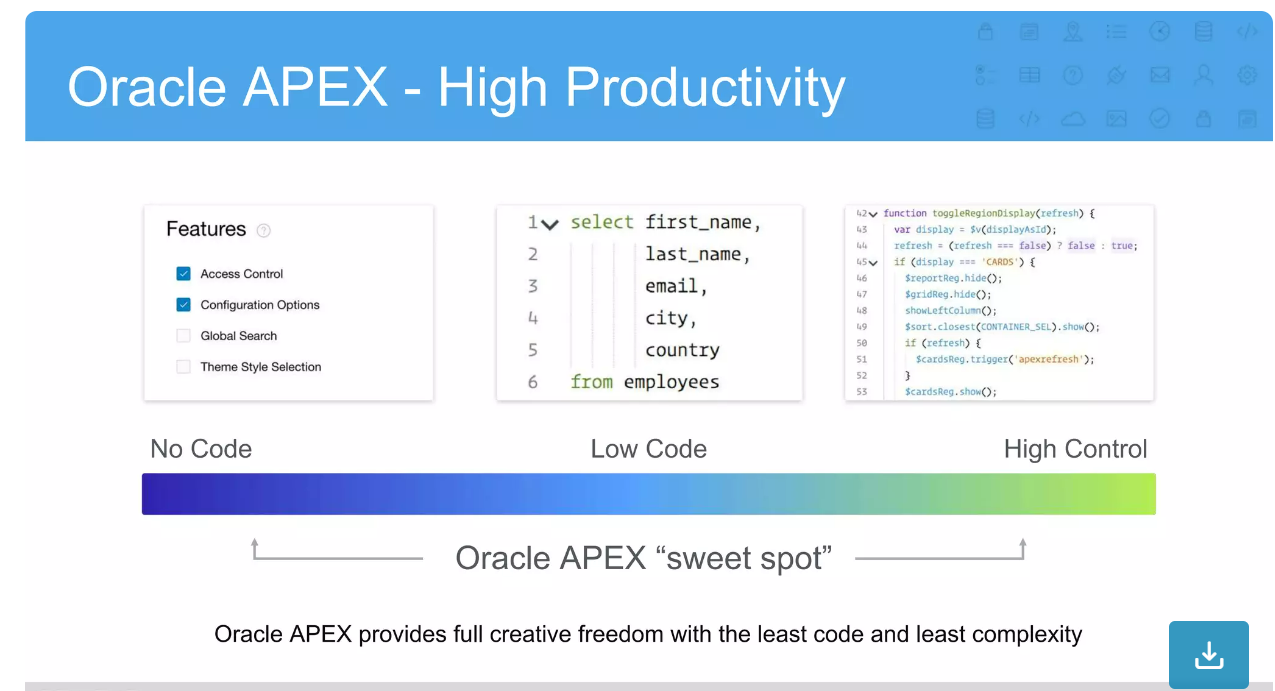 Oracle APEX - High Productivity
Features
Access Control
Configuration Options
Global Search
Theme Style Selection
1 select first_name,
2 last_name,
3 email,
4 city,
5 country
6 from employees
42 function toggleRegionDisplay(refresh) {
43 var display = $v(displayAsId);
44 refresh = (refresh === false) ? false : true;
45 if (display === 'CARDS') {
46 $reportReg.hide();
47 $gridReg.hide();
48 showLeftColumn();
49 $sort.closest(CONTAINER_SEL).show();
50 if (refresh) {
51 $cardsReg.trigger('apexrefresh');
52 }
53 $cardsReg.show();
No Code
Low Code
High Control
Oracle APEX “sweet spot”
Oracle APEX provides full creative freedom with the least code and least complexity